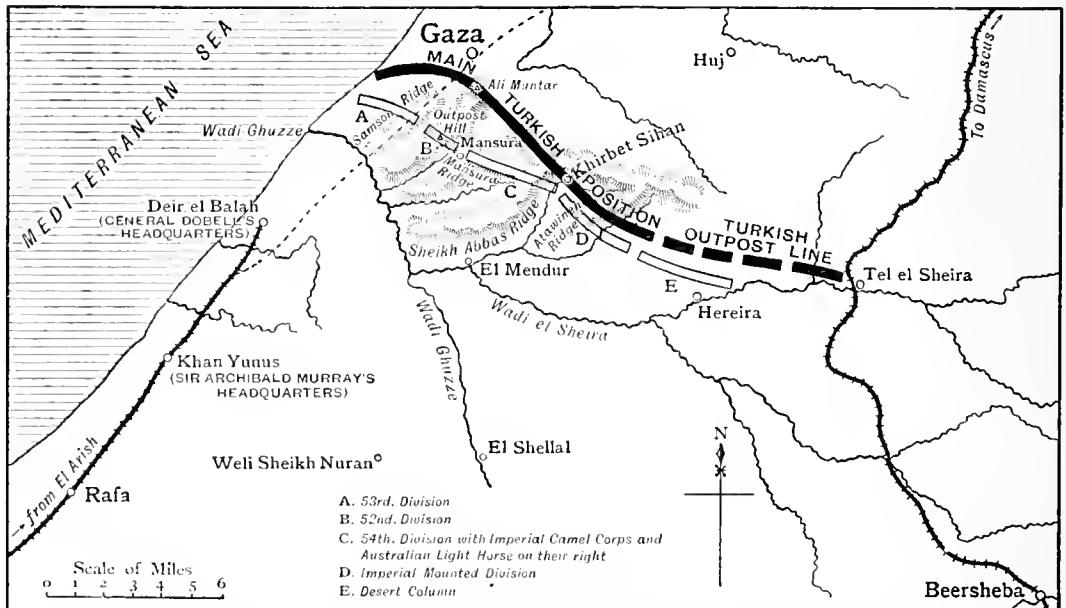 MEDITERRANEAN SEA
Gaza
MAIN
TURKISH
POSITION
Ali Muntar
Huj
To Damascus
Wadi Ghuzze
A
Samson Ridge
Outpost
Hill
B
Mansura
Mansura
Ridge
C
Khirbet Sihan
Deir el Balah
(GENERAL DOBELL'S
HEADQUARTERS)
Sheikh Abbas Ridge
Atawineh
Ridge
D
TURKISH
OUTPOST LINE
El Mendur
E
Tel el Sheira
Hereira
Wadi el Sheira
Wadi Ghuzze
Khan Yunus
(SIR ARCHIBALD MURRAY'S
HEADQUARTERS)
N
Weli Sheikh Nuran
El Shellal
from El Arish
Rafa
A. 53rd. Division
B. 52nd. Division
C. 54th. Division with Imperial Camel Corps and
Australian Light Horse on their right
D. Imperial Mounted Division
E. Desert Column
Scale of Miles
0 1 2 3 4 5 6
Beersheba